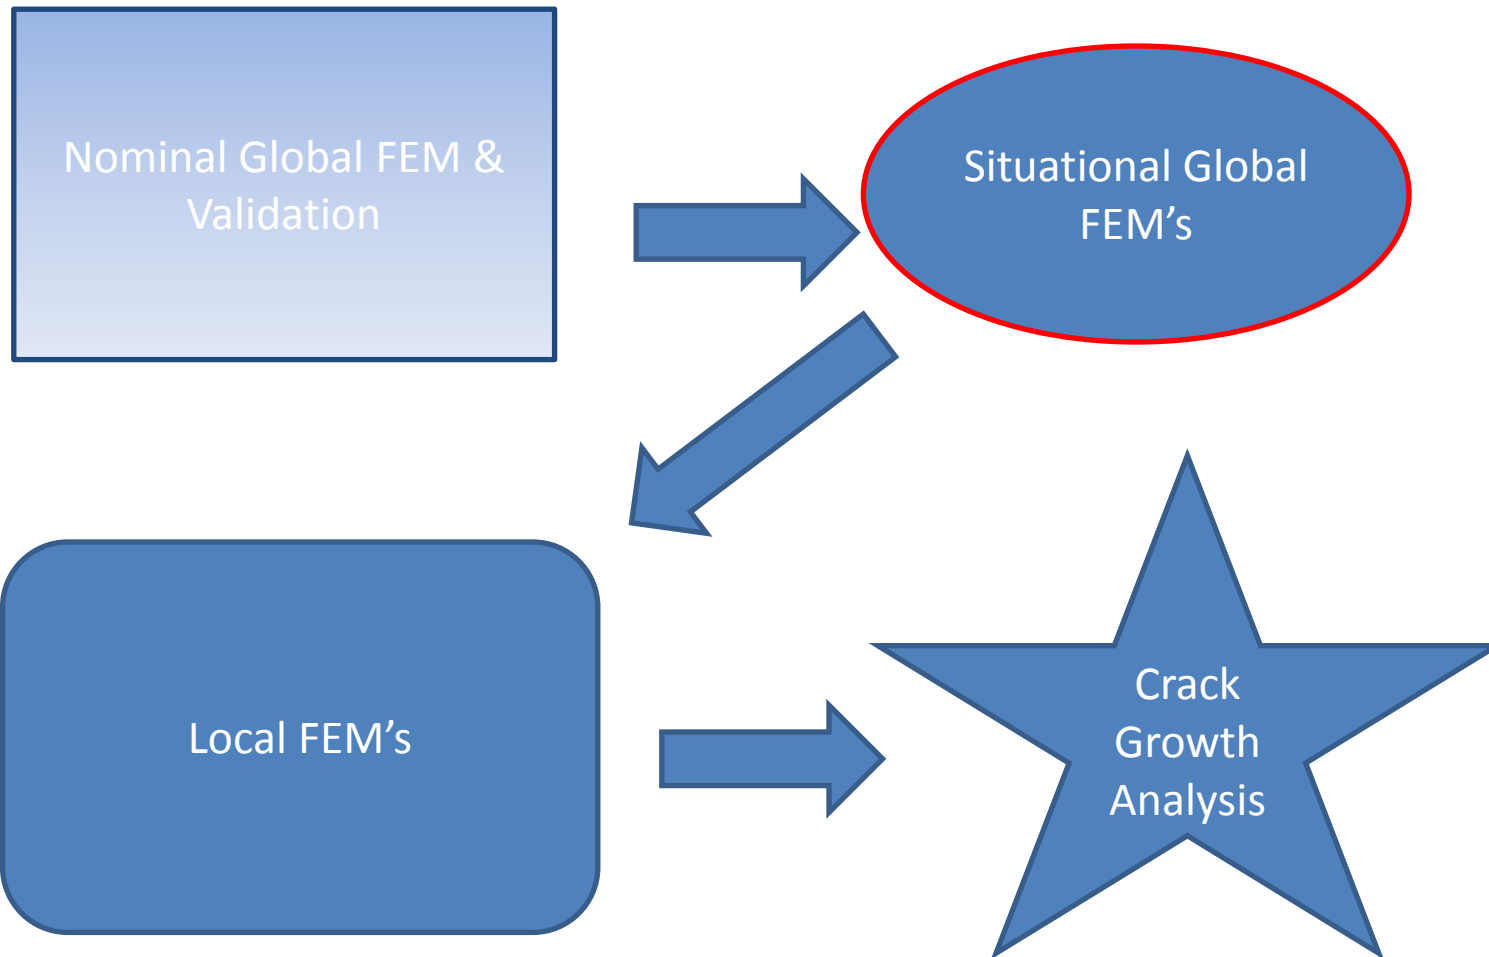 Nominal Global FEM &
Validation
Situational Global
FEM’s
Local FEM’s
Crack
Growth
Analysis